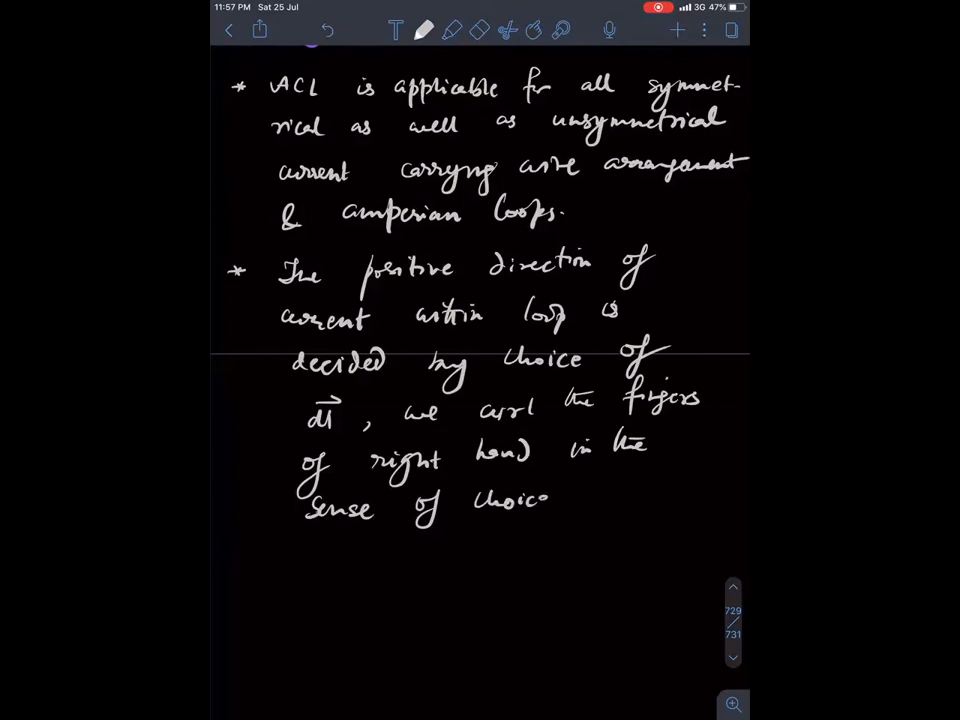 11:57 PM Sat 25 Jul 3G 47%
* ACL is applicable for all symmet-
rical as well as unsymmetrical
current carryng wire arrangement
& amperian loops.
* The positive direction of
current within loop is
decided by choice of
dl, we curl the fingers
of right hand in the
sense of choice
729
731